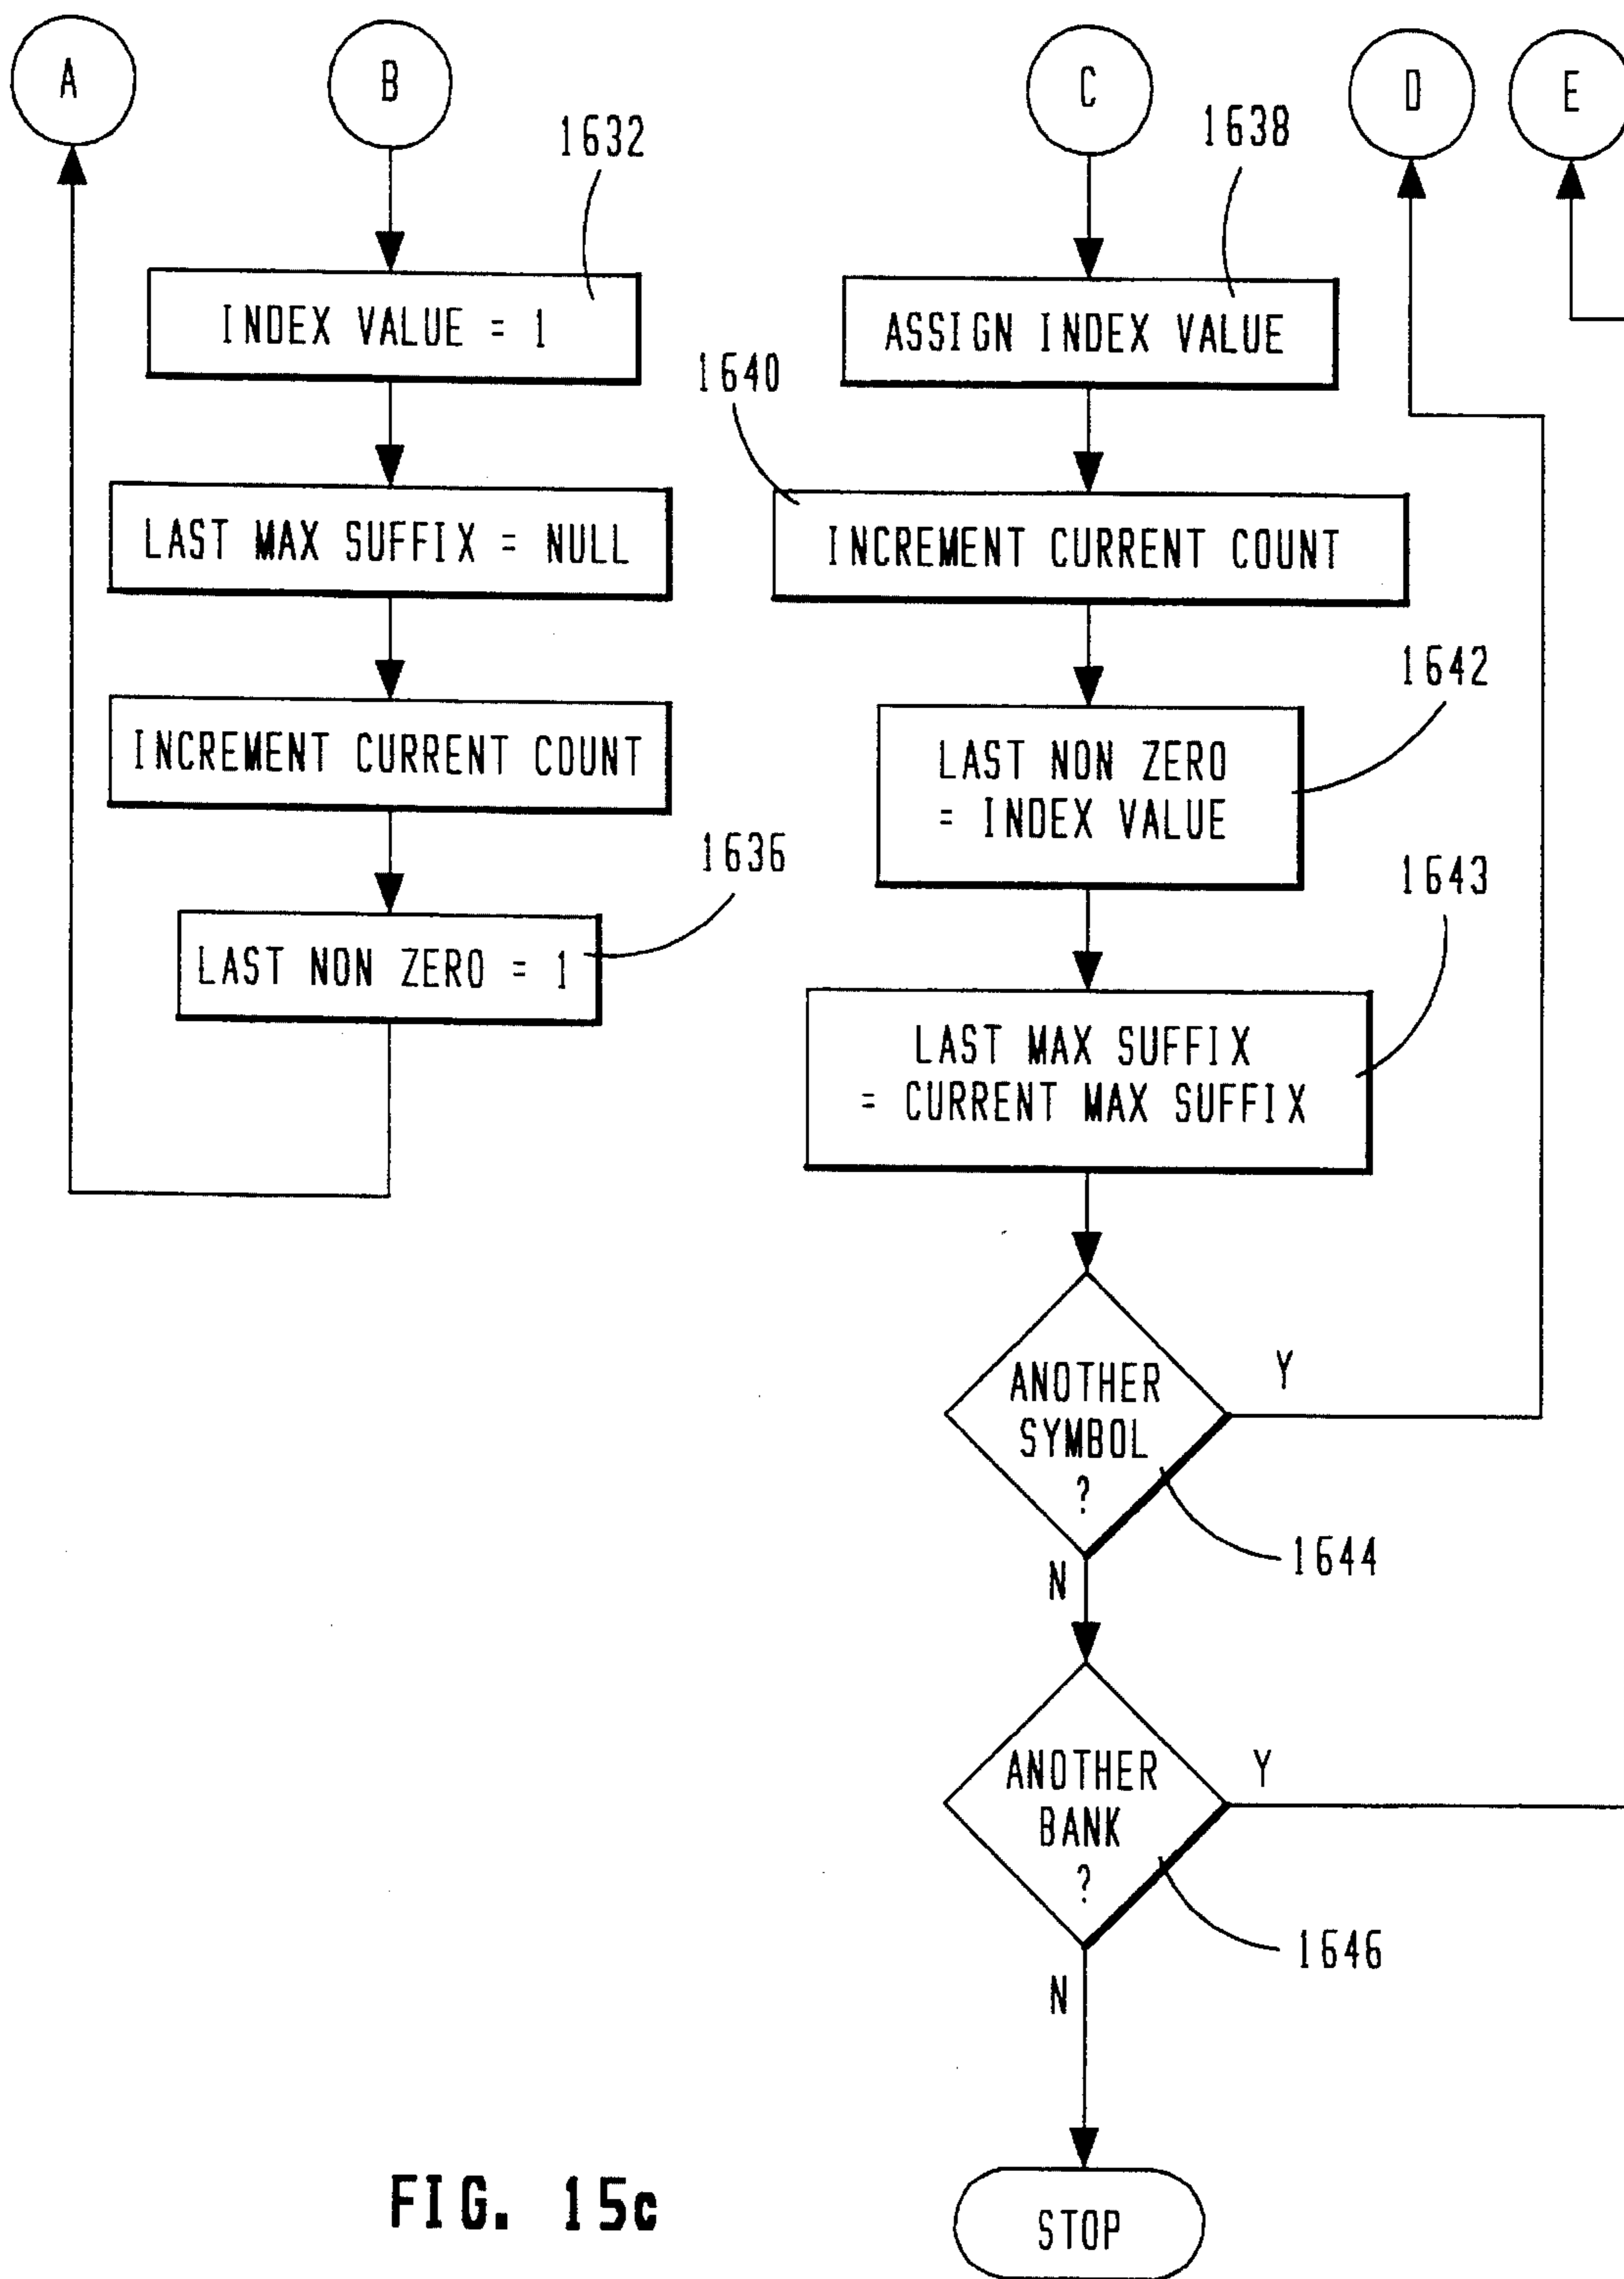 A
B
1632
INDEX VALUE = 1
LAST MAX SUFFIX = NULL
INCREMENT CURRENT COUNT
1636
LAST NON ZERO = 1
C
1638
ASSIGN INDEX VALUE
1640
INCREMENT CURRENT COUNT
1642
LAST NON ZERO
= INDEX VALUE
1643
LAST MAX SUFFIX
= CURRENT MAX SUFFIX
ANOTHER
SYMBOL
?
Y
1644
N
ANOTHER
BANK
?
Y
1646
N
STOP
D
E
FIG. 15c